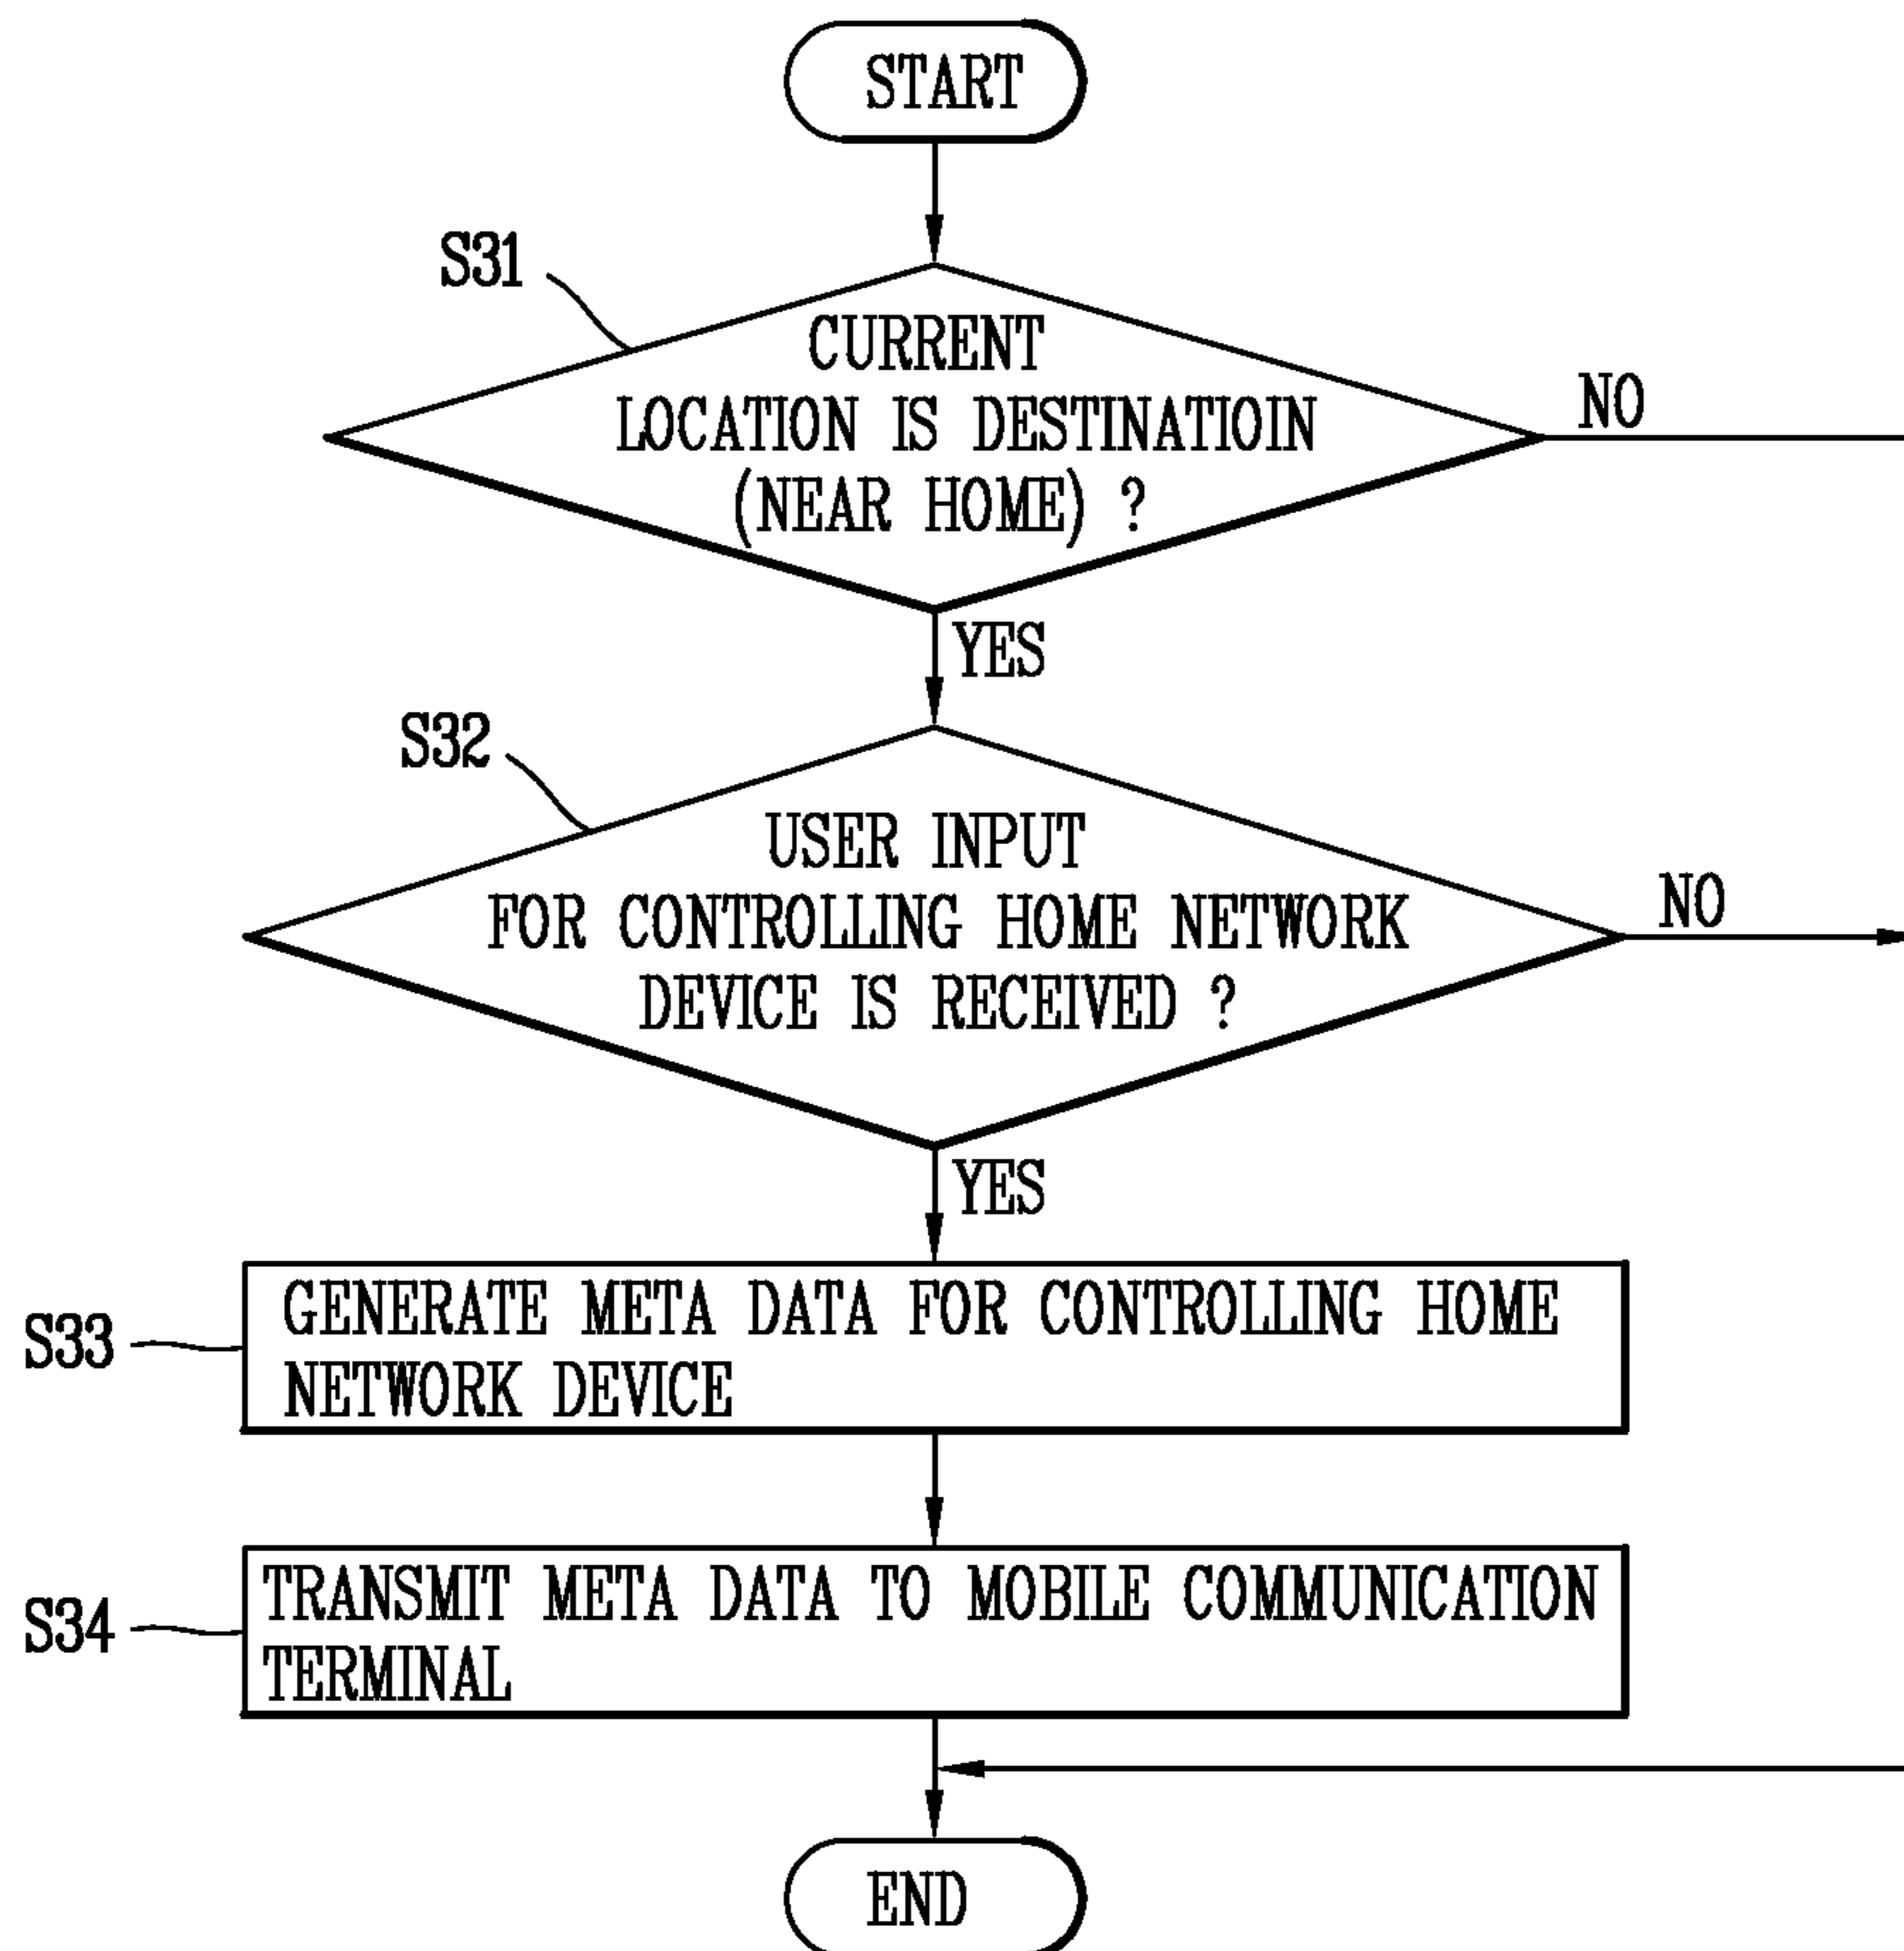 START
S31
CURRENT
LOCATION IS DESTINATIOIN
(NEAR HOME) ?
NO
YES
S32
USER INPUT
FOR CONTROLLING HOME NETWORK
DEVICE IS RECEIVED ?
NO
YES
S33
GENERATE META DATA FOR CONTROLLING HOME
NETWORK DEVICE
S34
TRANSMIT META DATA TO MOBILE COMMUNICATION
TERMINAL
END